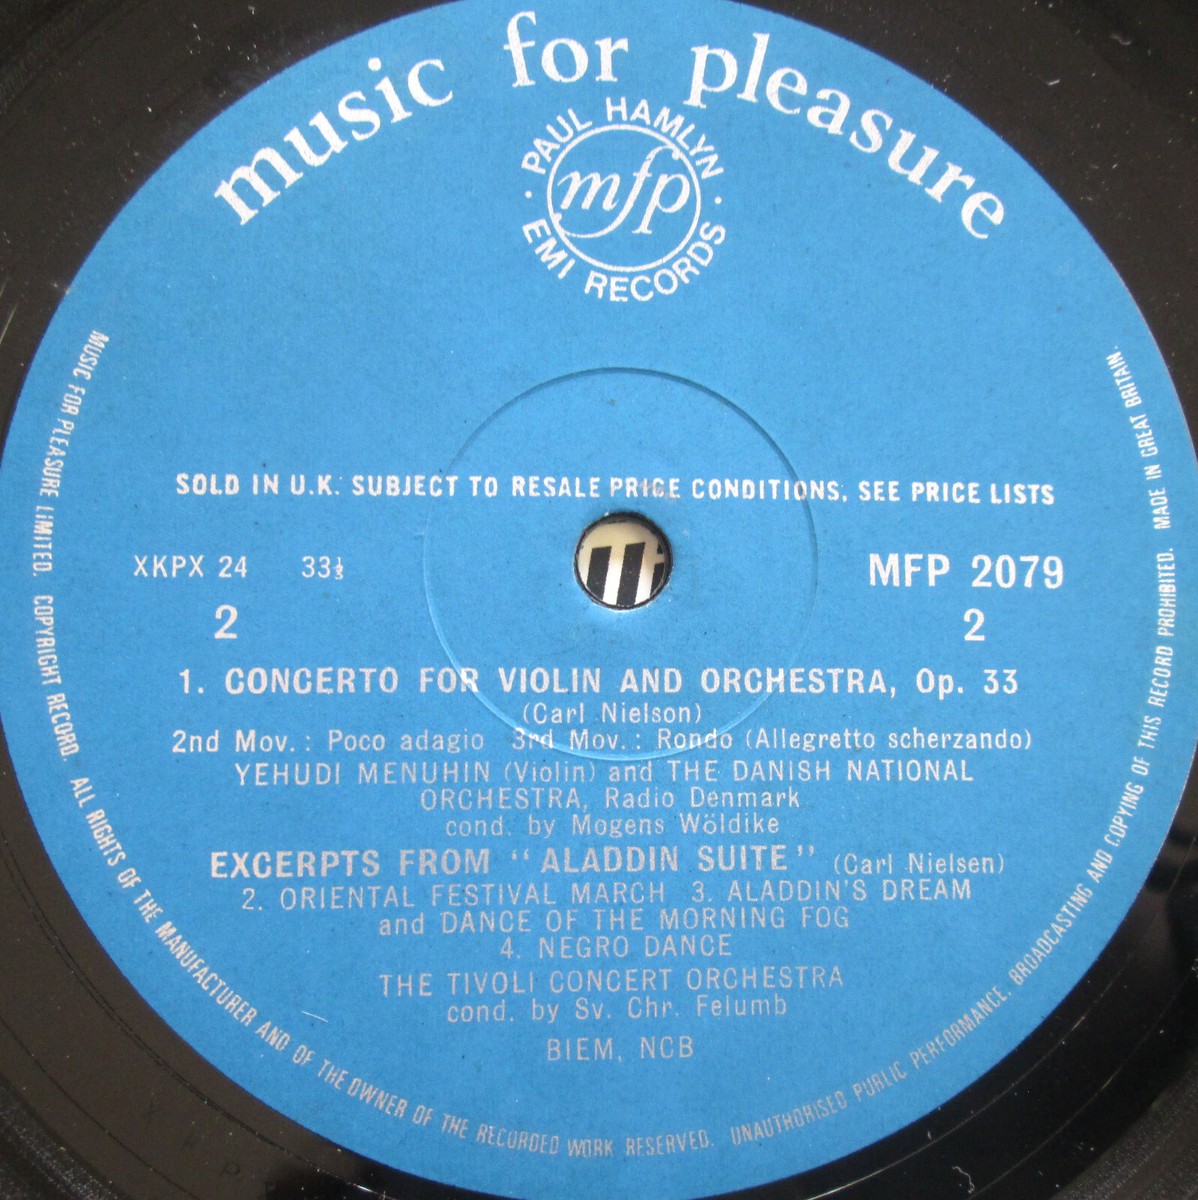 music for pleasure
PAUL HAMLYN
mfp
EMI RECORDS
SOLD IN U.K. SUBJECT TO RESALE PRICE CONDITIONS, SEE PRICE LISTS
XKPX 24 33⅓ MFP 2079
2 2
1. CONCERTO FOR VIOLIN AND ORCHESTRA, Op. 33
(Carl Nielson)
2nd Mov.: Poco adagio 3rd Mov.: Rondo (Allegretto scherzando)
YEHUDI MENUHIN (Violin) and THE DANISH NATIONAL
ORCHESTRA, Radio Denmark
cond. by Mogens Wöldike
EXCERPTS FROM "ALADDIN SUITE" (Carl Nielsen)
2. ORIENTAL FESTIVAL MARCH 3. ALADDIN'S DREAM
and DANCE OF THE MORNING FOG
4. NEGRO DANCE
THE TIVOLI CONCERT ORCHESTRA
cond. by Sv. Chr. Felumb
BIEM, NCB
MUSIC FOR PLEASURE LIMITED. COPYRIGHT RECORD. ALL RIGHTS OF THE MANUFACTURER AND OF THE OWNER OF THE RECORDED WORK RESERVED. UNAUTHORISED PUBLIC PERFORMANCE, BROADCASTING AND COPYING OF THIS RECORD PROHIBITED. MADE IN GREAT BRITAIN.